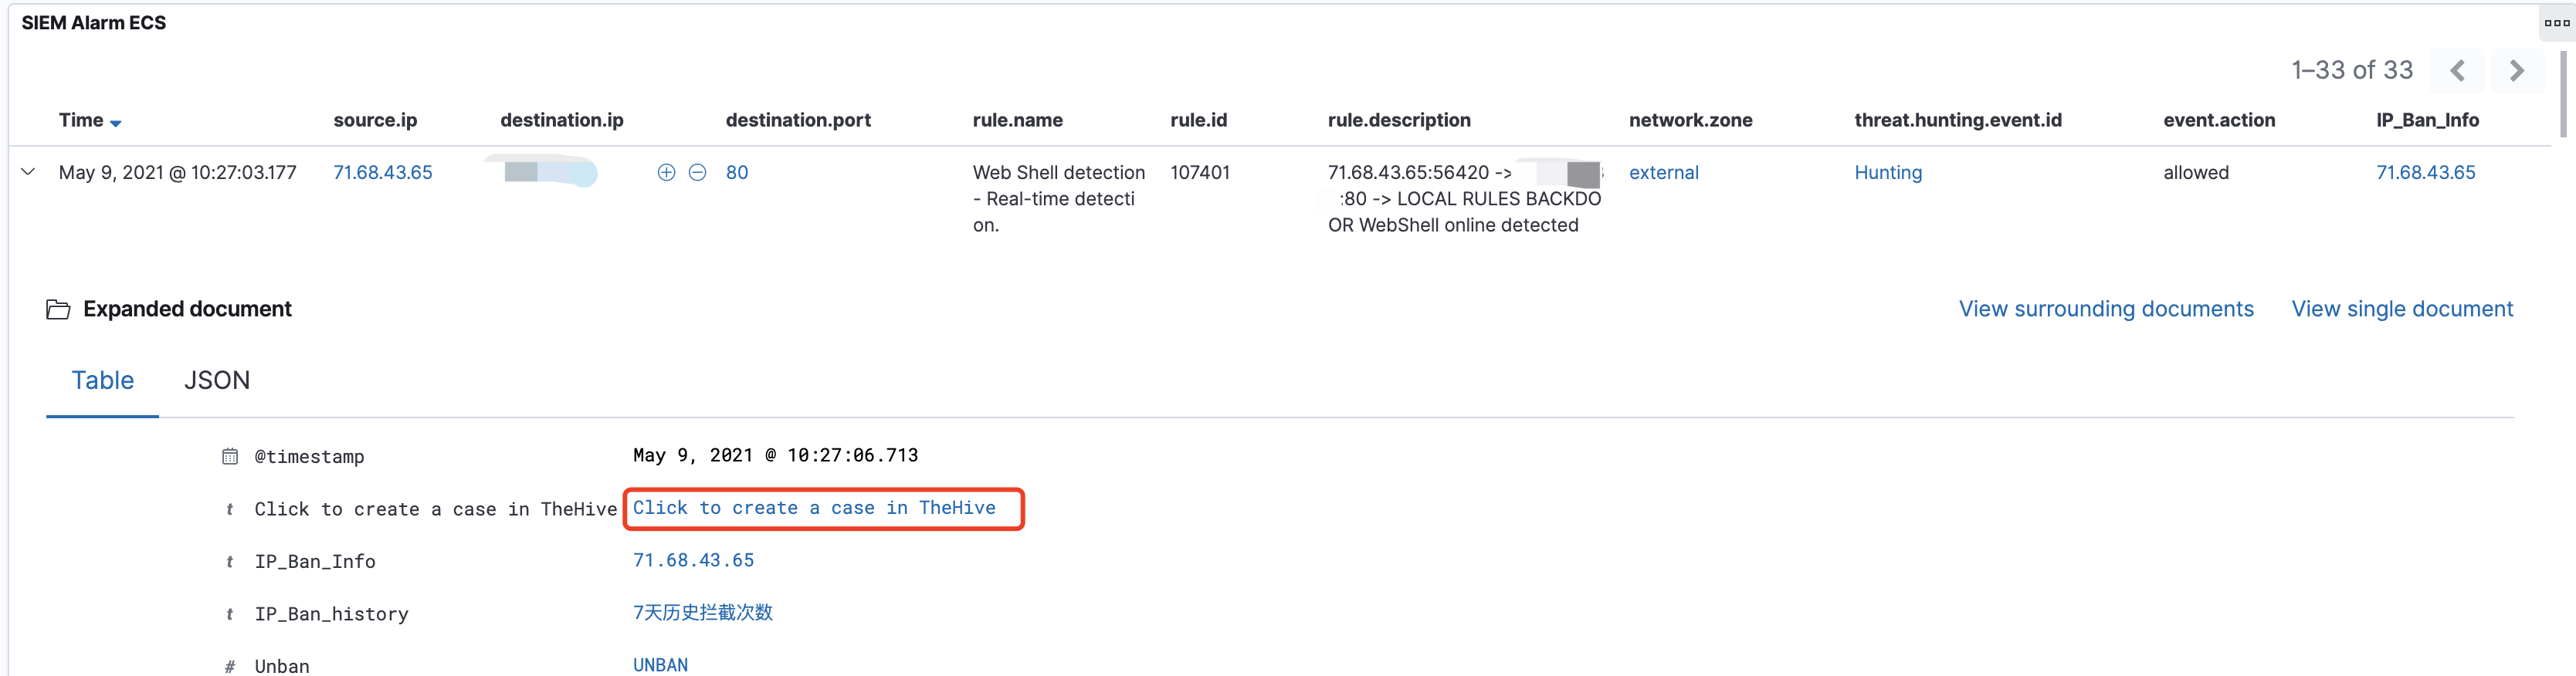 SIEM Alarm ECS
1–33 of 33
Time source.ip destination.ip destination.port rule.name rule.id rule.description network.zone threat.hunting.event.id event.action IP_Ban_Info
May 9, 2021 @ 10:27:03.177 71.68.43.65 80 Web Shell detection 107401 71.68.43.65:56420 -> external Hunting allowed 71.68.43.65
- Real-time detecti :80 -> LOCAL RULES BACKDO
on. OR WebShell online detected
Expanded document View surrounding documents View single document
Table JSON
@timestamp May 9, 2021 @ 10:27:06.713
t Click to create a case in TheHive Click to create a case in TheHive
t IP_Ban_Info 71.68.43.65
t IP_Ban_history 7天历史拦截次数
# Unban UNBAN